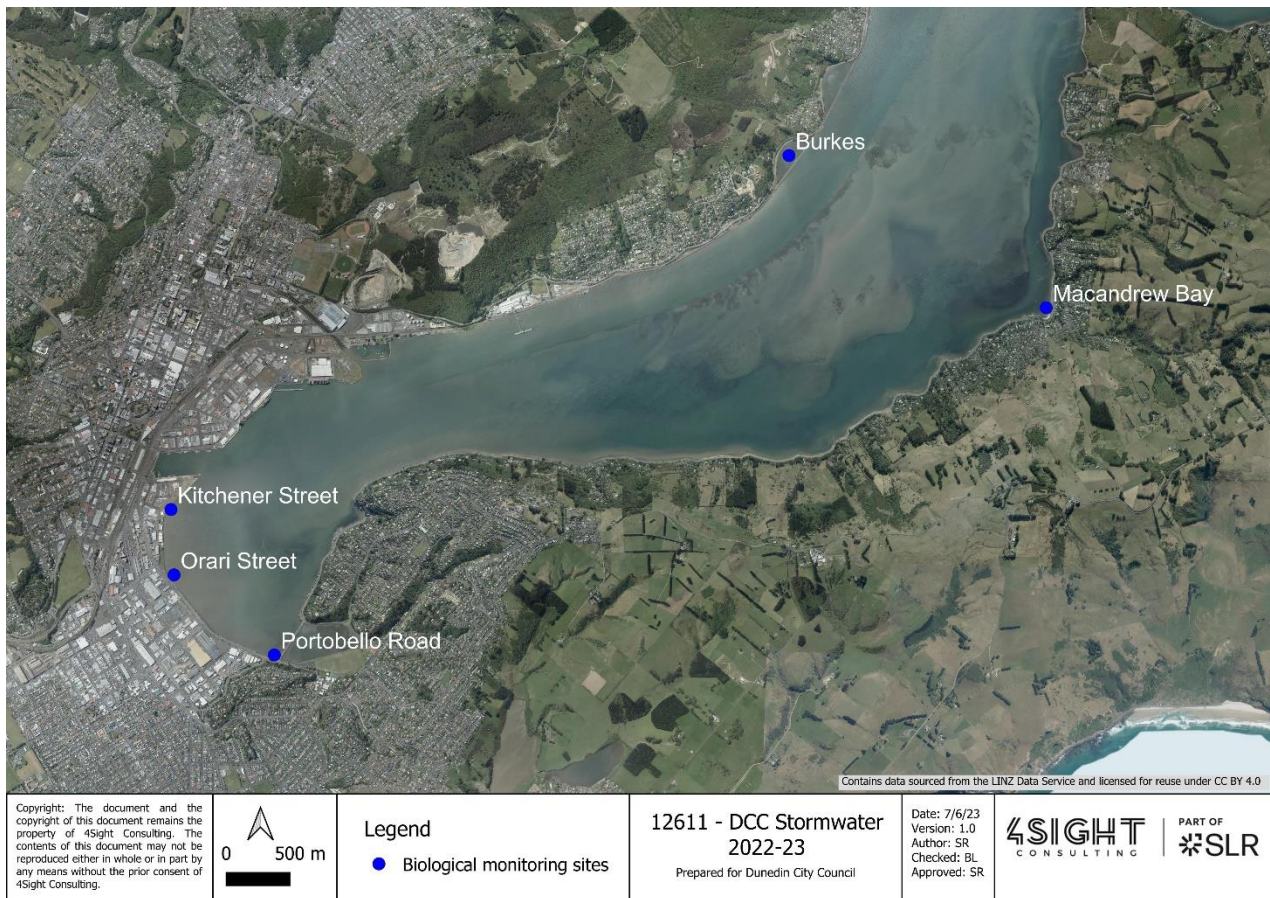 Burkes
Macandrew Bay
Kitchener Street
Orari Street
Portobello Road
Contains data sourced from the LINZ Data Service and licensed for reuse under CC BY 4.0
Copyright: The document and the
copyright of this document remains the
property of 4Sight Consulting. The
contents of this document may not be
reproduced either in whole or in part by
any means without the prior consent of
4Sight Consulting.
0 500 m
Legend
Biological monitoring sites
12611 - DCC Stormwater
2022-23
Prepared for Dunedin City Council
Date: 7/6/23
Version: 1.0
Author: SR
Checked: BL
Approved: SR
4SIGHT
CONSULTING
PART OF
SLR